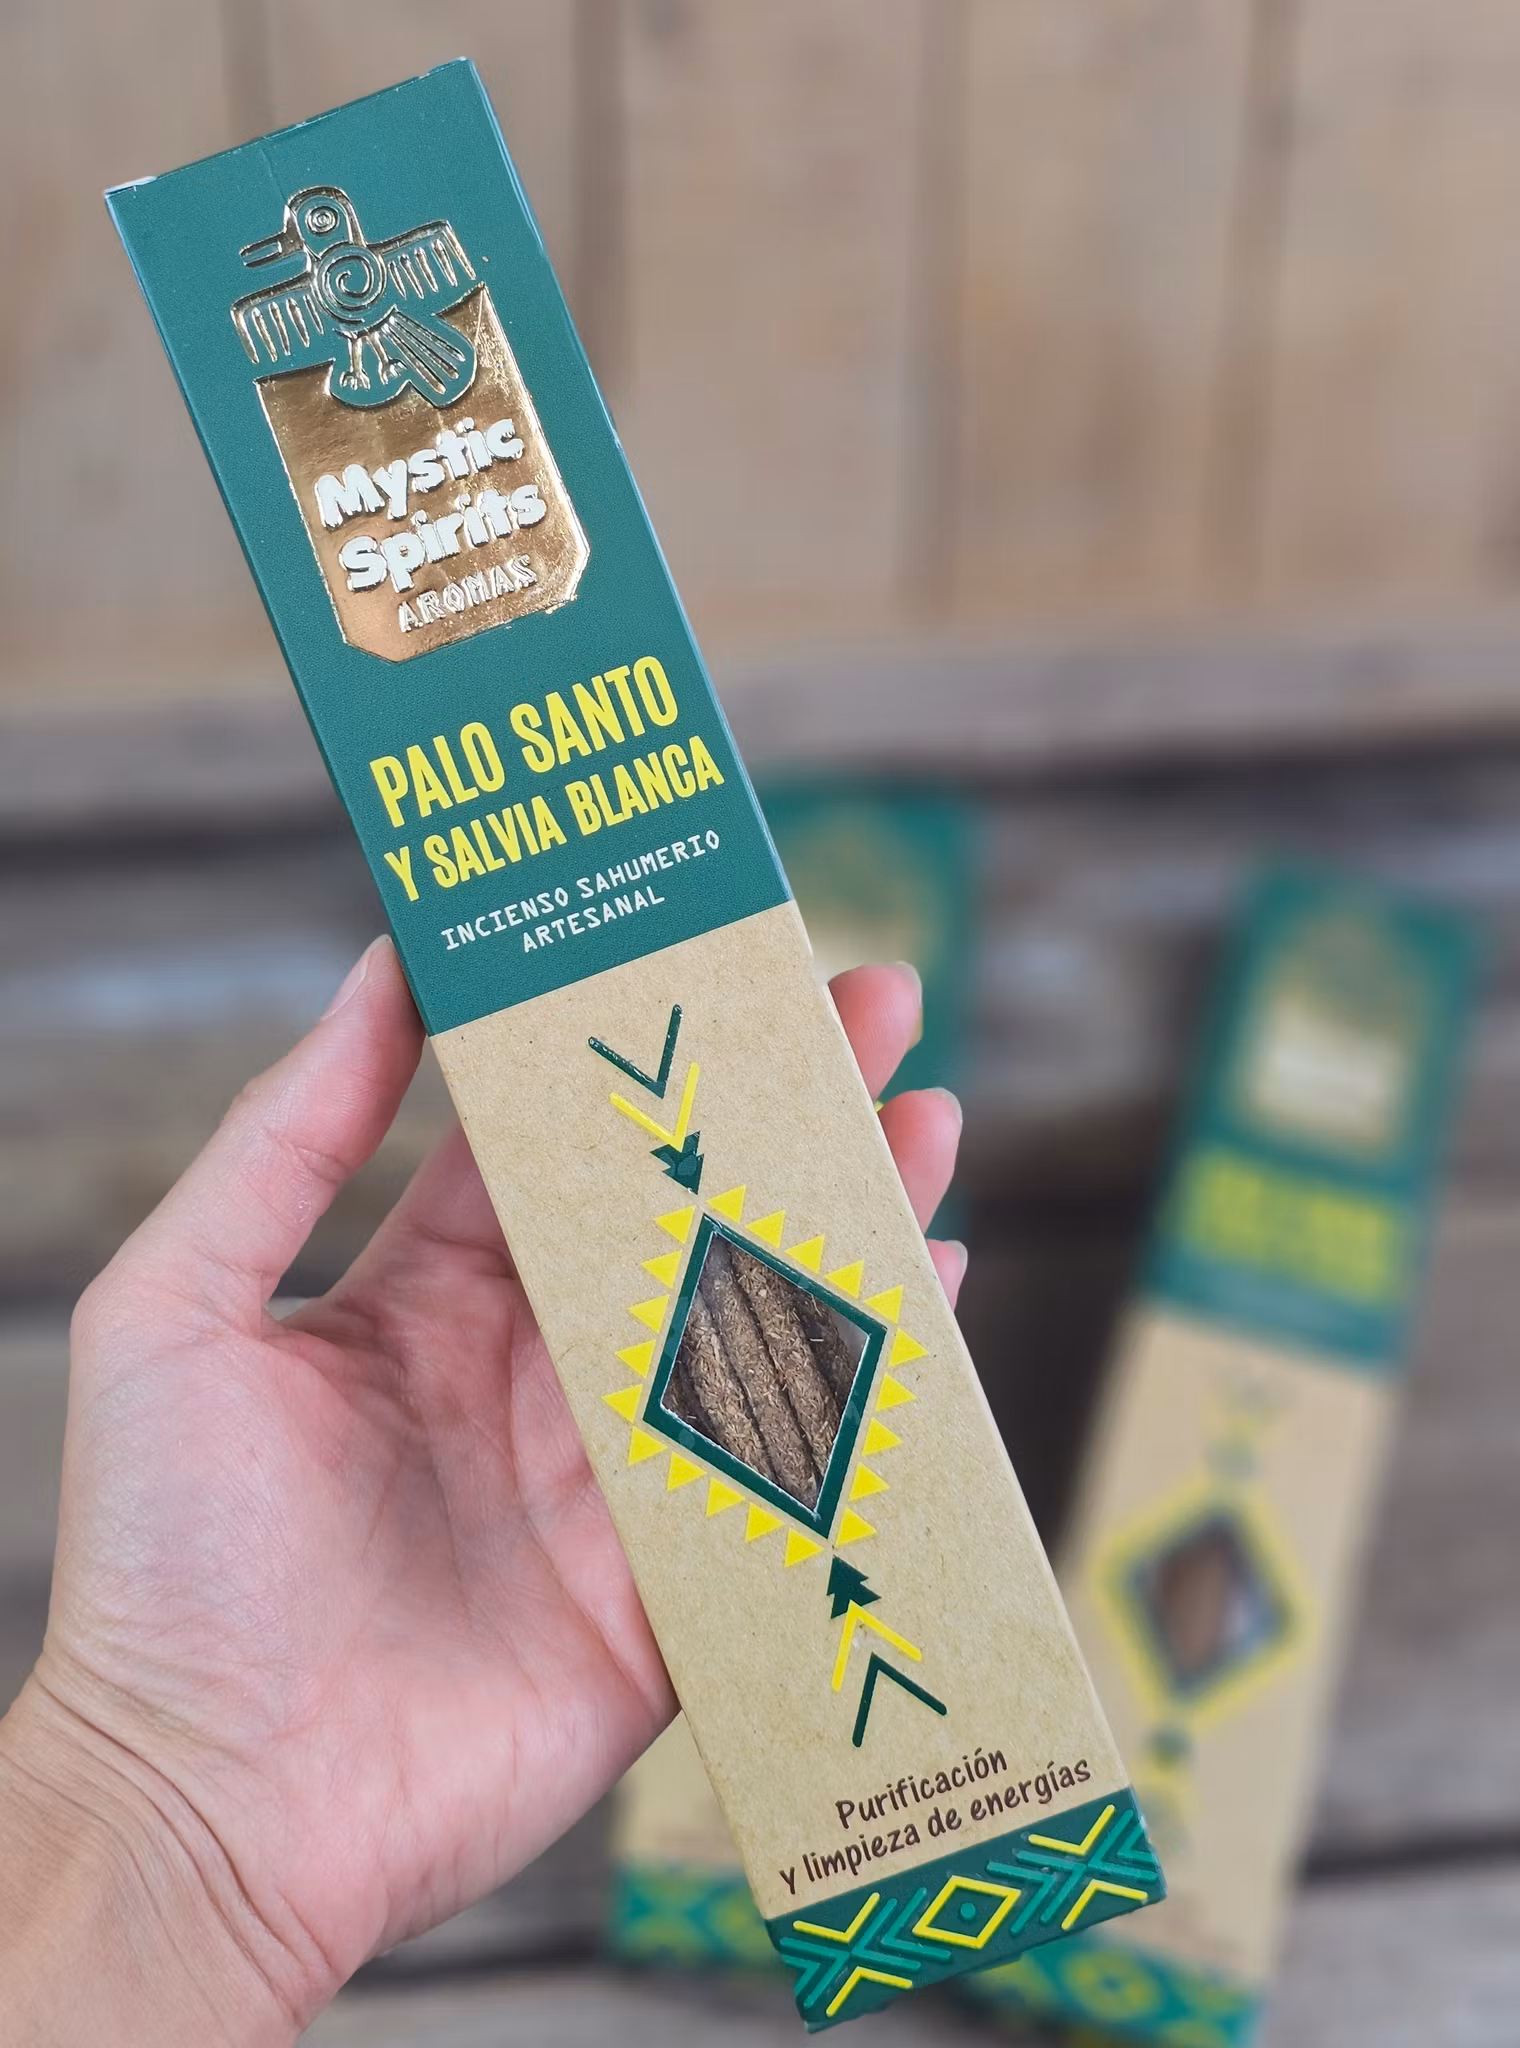 Mystic
Spirits
AROMAS
PALO SANTO
Y SALVIA BLANCA
INCIENSO SAHUMERIO
ARTESANAL
Purificación
y limpieza de energías